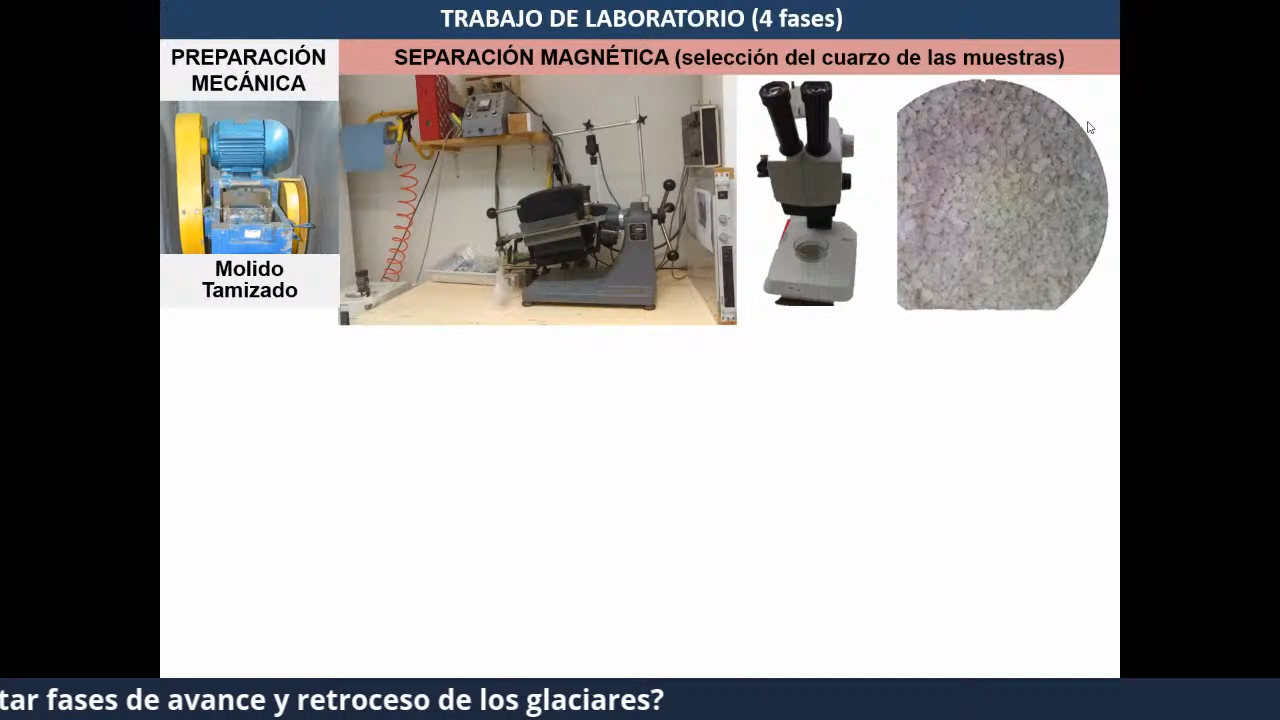 TRABAJO DE LABORATORIO (4 fases)
PREPARACIÓN
MECÁNICA
SEPARACIÓN MAGNÉTICA (selección del cuarzo de las muestras)
Molido
Tamizado
tar fases de avance y retroceso de los glaciares?